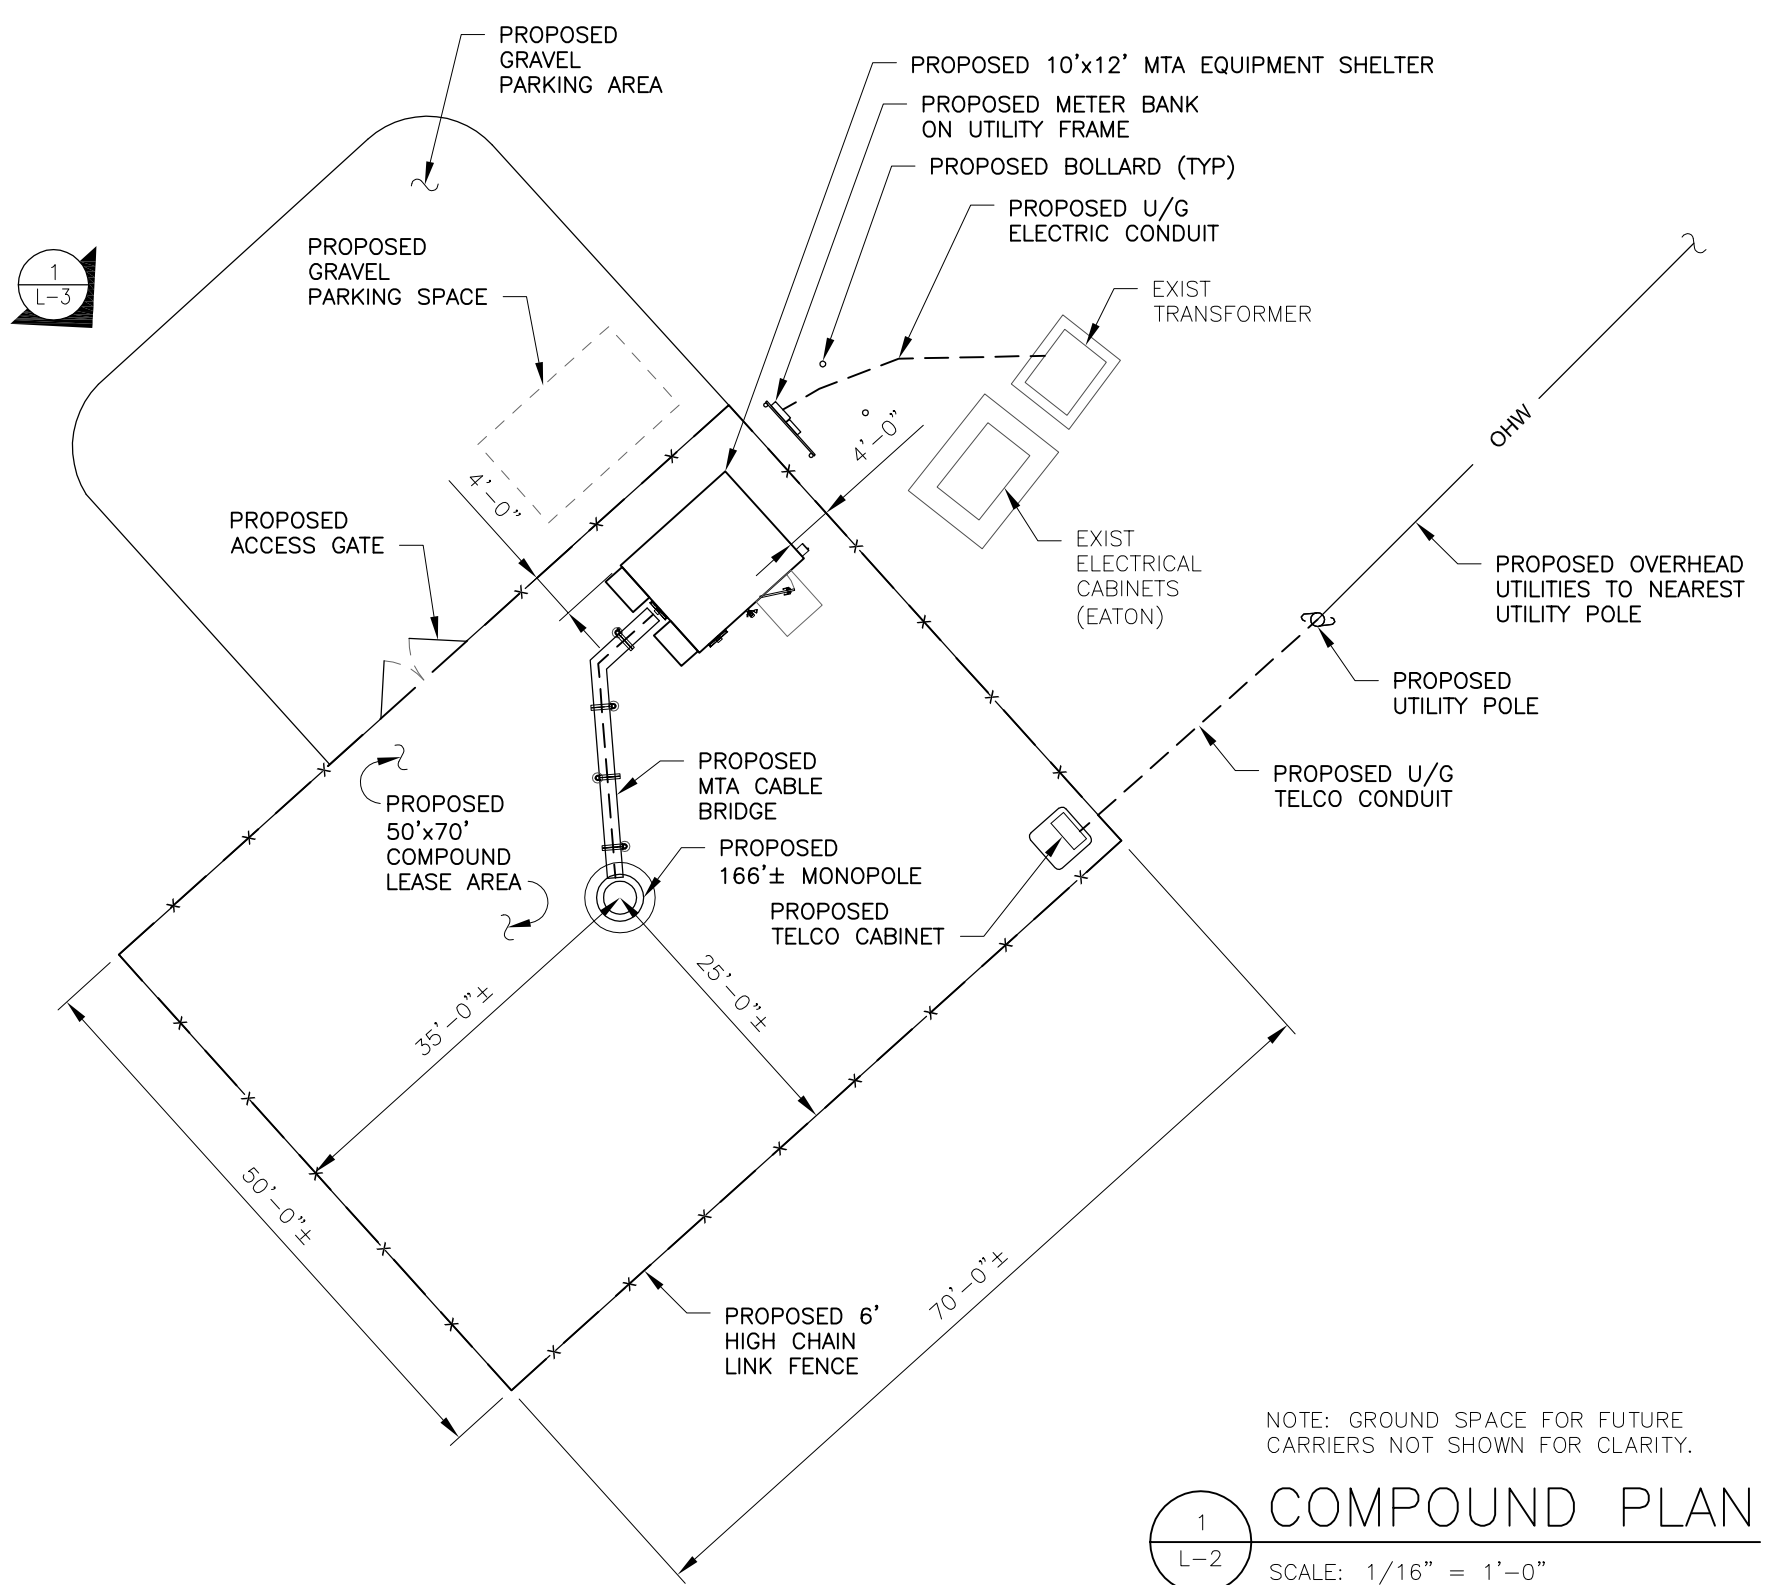 PROPOSED
GRAVEL
PARKING AREA
PROPOSED 10'x12' MTA EQUIPMENT SHELTER
PROPOSED METER BANK
ON UTILITY FRAME
PROPOSED BOLLARD (TYP)
PROPOSED U/G
ELECTRIC CONDUIT
PROPOSED
GRAVEL
PARKING SPACE
1
L-3
EXIST
TRANSFORMER
OHW
4'-0"
4'-0"
PROPOSED
ACCESS GATE
EXIST
ELECTRICAL
CABINETS
(EATON)
PROPOSED OVERHEAD
UTILITIES TO NEAREST
UTILITY POLE
PROPOSED
UTILITY POLE
PROPOSED U/G
TELCO CONDUIT
PROPOSED
MTA CABLE
BRIDGE
PROPOSED
50'x70'
COMPOUND
LEASE AREA
PROPOSED
166'± MONOPOLE
PROPOSED
TELCO CABINET
35'-0"±
25'-0"±
50'-0"±
70'-0"±
PROPOSED 6'
HIGH CHAIN
LINK FENCE
NOTE: GROUND SPACE FOR FUTURE
CARRIERS NOT SHOWN FOR CLARITY.
1
L-2
COMPOUND PLAN
SCALE: 1/16" = 1'-0"